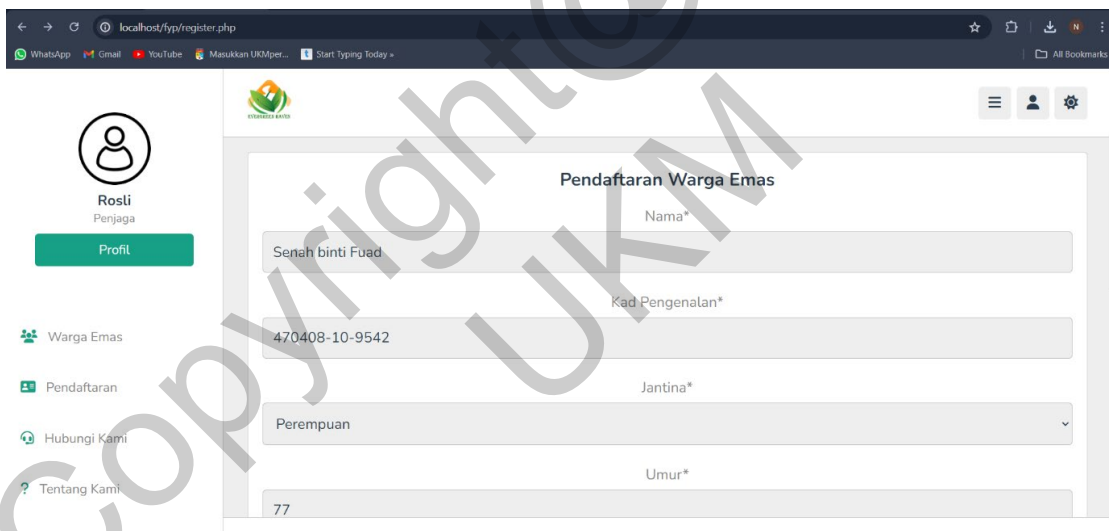 localhost/fyp/register.php
N
WhatsApp Gmail YouTube Masukkan UKMper... Start Typing Today »
All Bookmarks
EVERGREEN HAVEN
Rosli
Penjaga
Profil
Warga Emas
Pendaftaran
Hubungi Kami
? Tentang Kami
Pendaftaran Warga Emas
Nama*
Senah binti Fuad
Kad Pengenalan*
470408-10-9542
Jantina*
Perempuan
Umur*
77
Copyright@
UKM